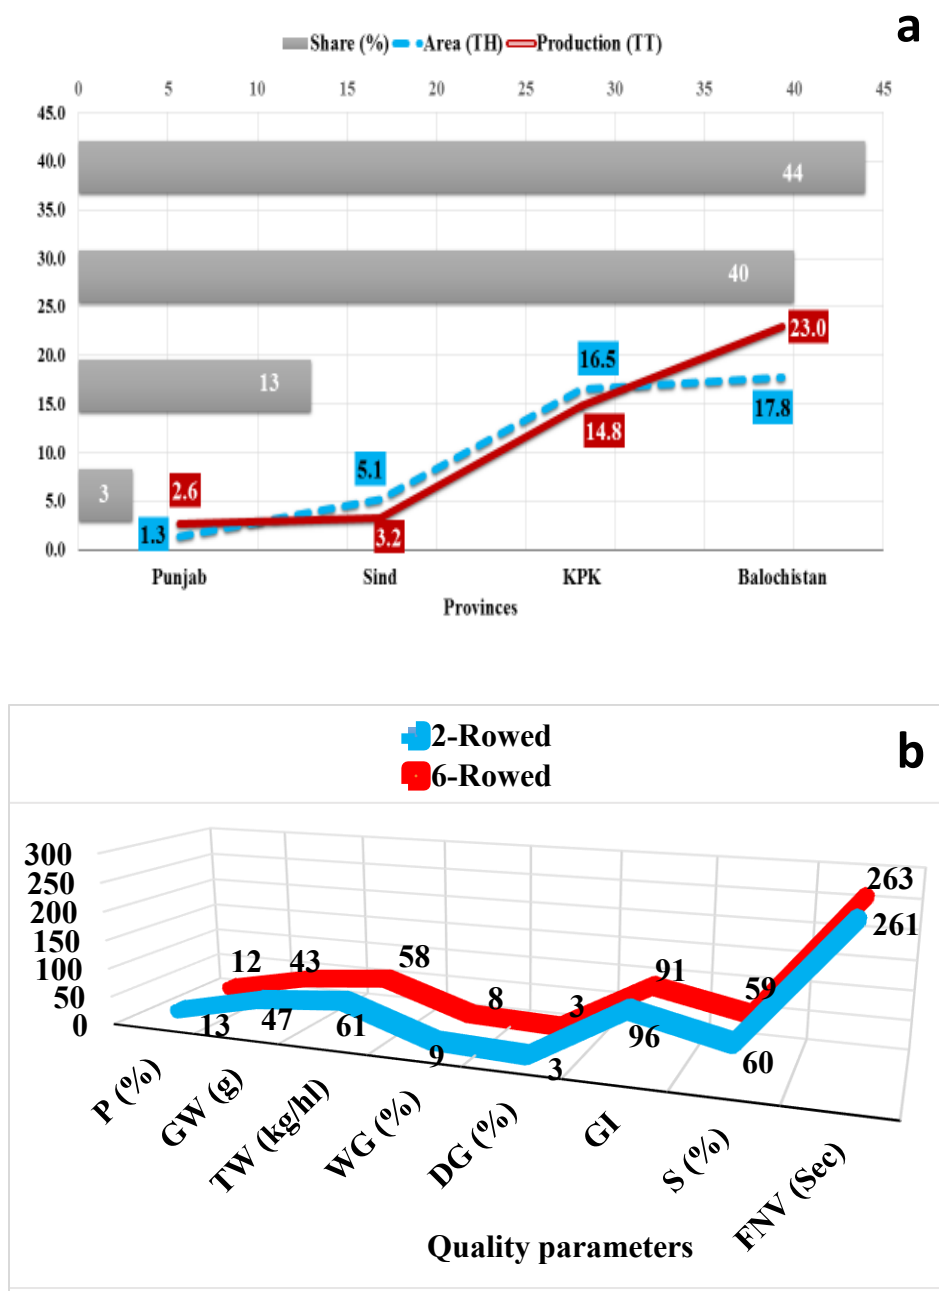 a
Share (%) Area (TH) Production (TT)
0 5 10 15 20 25 30 35 40 45
45.0
40.0
44
35.0
30.0
40
25.0
23.0
20.0
16.5
13
15.0
17.8
14.8
10.0
5.1
3
2.6
5.0
1.3
3.2
0.0
Punjab Sind KPK Balochistan
Provinces
b
2-Rowed
6-Rowed
300
250
200
150
100
50
0
12 43 58 8 3 91 59 263
13 47 61 9 3 96 60 261
P (%)
GW (g)
TW (kg/hl)
WG (%)
DG (%)
GI
S (%)
FNV (Sec)
Quality parameters